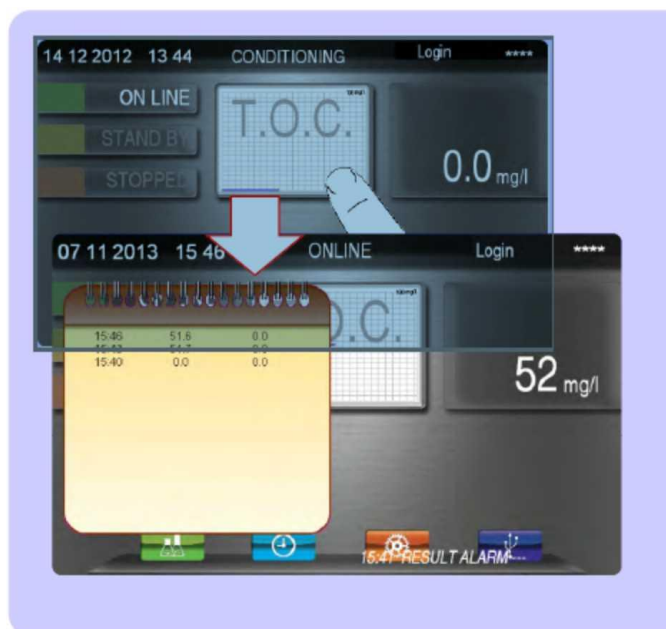 14 12 2012 13 44 CONDITIONING Login ****
ON LINE
STAND BY
STOPPED
T.O.C.
0.0 mg/l
07 11 2013 15 46 ONLINE Login ****
15:46 51.6 0.0
15:40 0.0 0.0
O.C.
52 mg/l
15:41 RESULT ALARM---